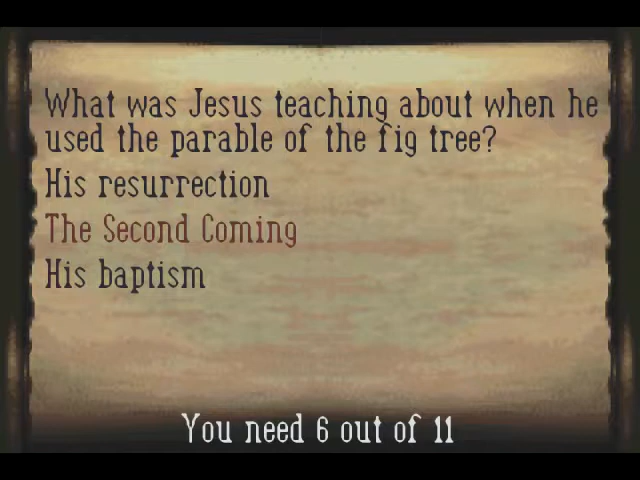 What was Jesus teaching about when he
used the parable of the fig tree?
His resurrection
The Second Coming
His baptism
You need 6 out of 11